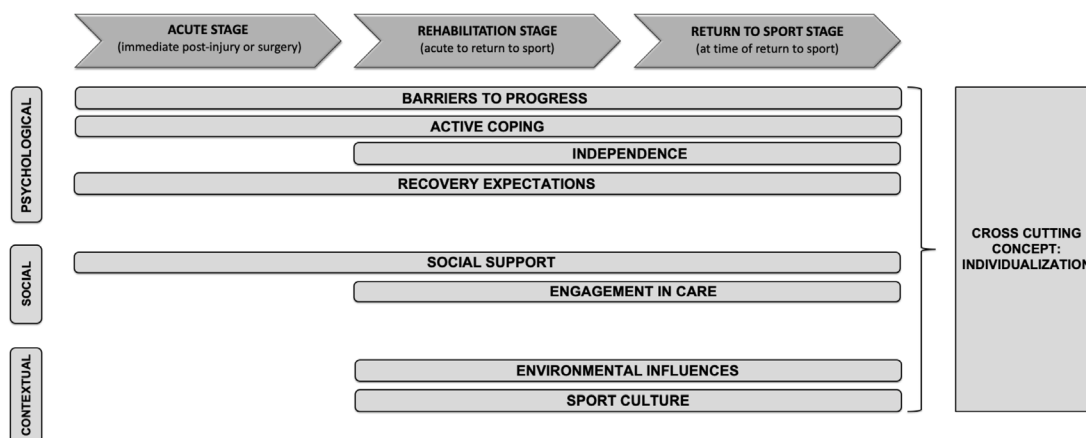 ACUTE STAGE
(immediate post-injury or surgery)
REHABILITATION STAGE
(acute to return to sport)
RETURN TO SPORT STAGE
(at time of return to sport)
PSYCHOLOGICAL
BARRIERS TO PROGRESS
ACTIVE COPING
INDEPENDENCE
RECOVERY EXPECTATIONS
SOCIAL
SOCIAL SUPPORT
ENGAGEMENT IN CARE
CONTEXTUAL
ENVIRONMENTAL INFLUENCES
SPORT CULTURE
CROSS CUTTING
CONCEPT:
INDIVIDUALIZATION